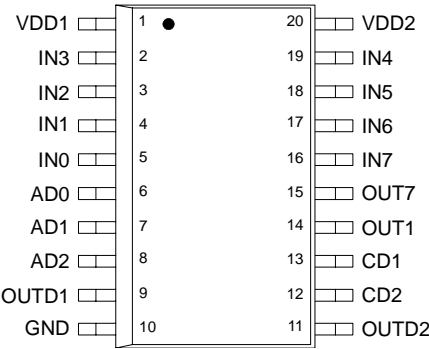 VDD1 1 20 VDD2
IN3 2 19 IN4
IN2 3 18 IN5
IN1 4 17 IN6
IN0 5 16 IN7
AD0 6 15 OUT7
AD1 7 14 OUT1
AD2 8 13 CD1
OUTD1 9 12 CD2
GND 10 11 OUTD2